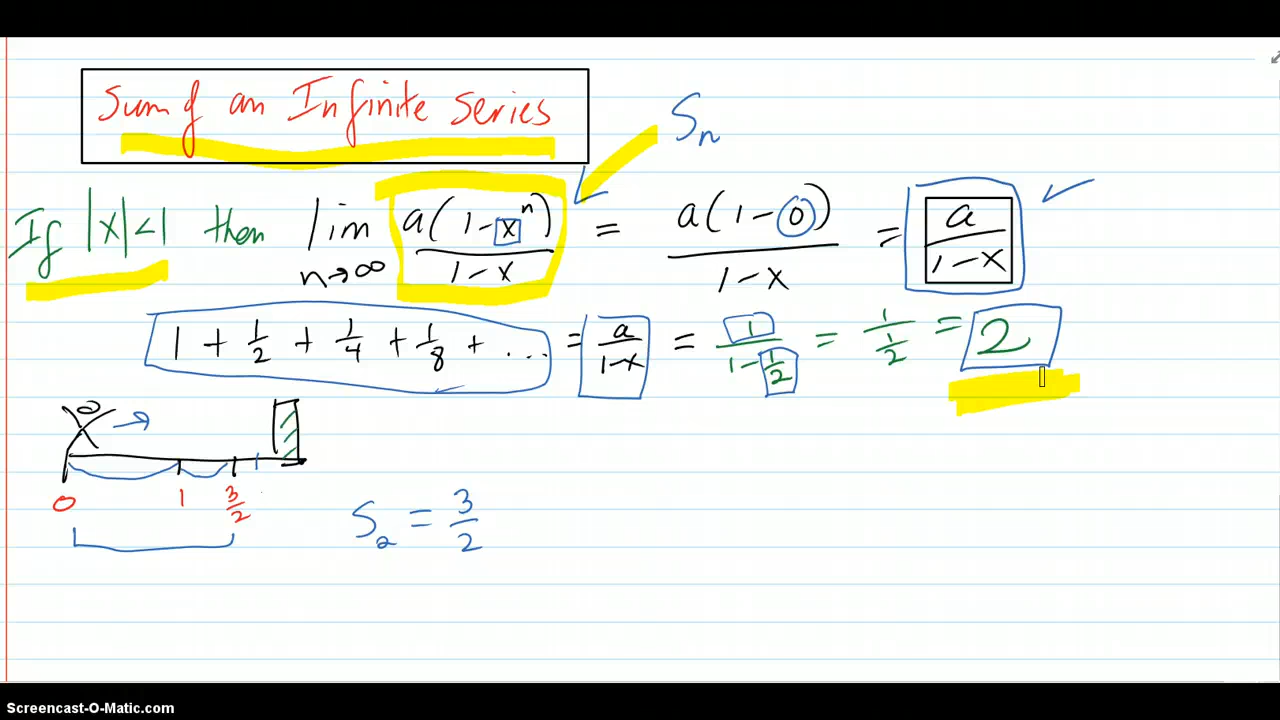 Sum of an Infinite Series
Sₙ
If |x|<1 then lim n→∞ a(1-xⁿ)/(1-x) = a(1-0)/(1-x) = a/(1-x)
1 + 1/2 + 1/4 + 1/8 + ... = a/(1-x) = 1/(1-1/2) = 1/(1/2) = 2
0 1 3/2
S₂ = 3/2
Screencast-O-Matic.com